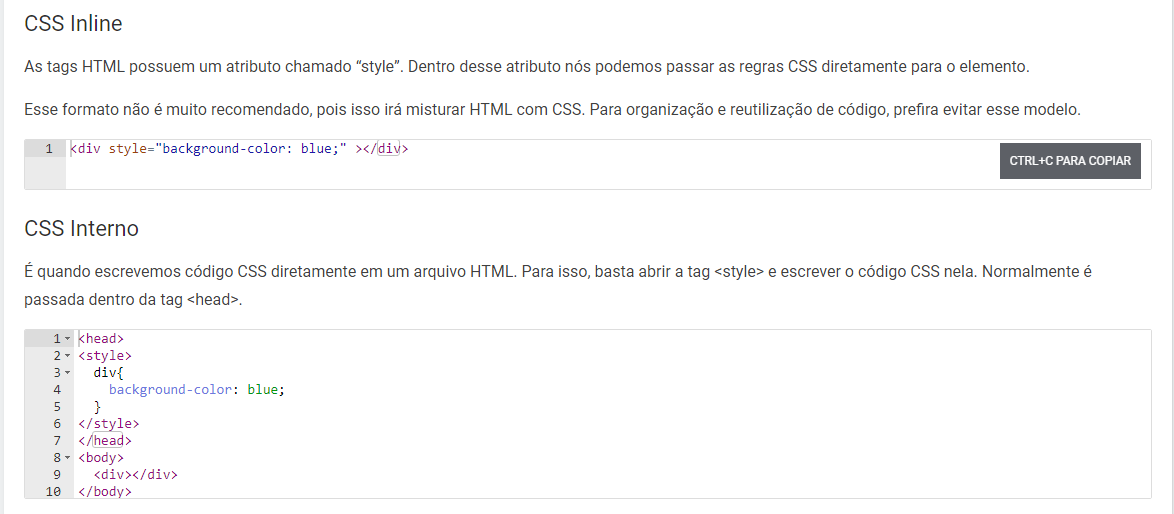 CSS Inline
As tags HTML possuem um atributo chamado “style”. Dentro desse atributo nós podemos passar as regras CSS diretamente para o elemento.
Esse formato não é muito recomendado, pois isso irá misturar HTML com CSS. Para organização e reutilização de código, prefira evitar esse modelo.
1 <div style="background-color: blue;" ></div>
CTRL+C PARA COPIAR
CSS Interno
É quando escrevemos código CSS diretamente em um arquivo HTML. Para isso, basta abrir a tag <style> e escrever o código CSS nela. Normalmente é
passada dentro da tag <head>.
1 <head>
2 <style>
3   div{
4     background-color: blue;
5   }
6 </style>
7 </head>
8 <body>
9   <div></div>
10 </body>